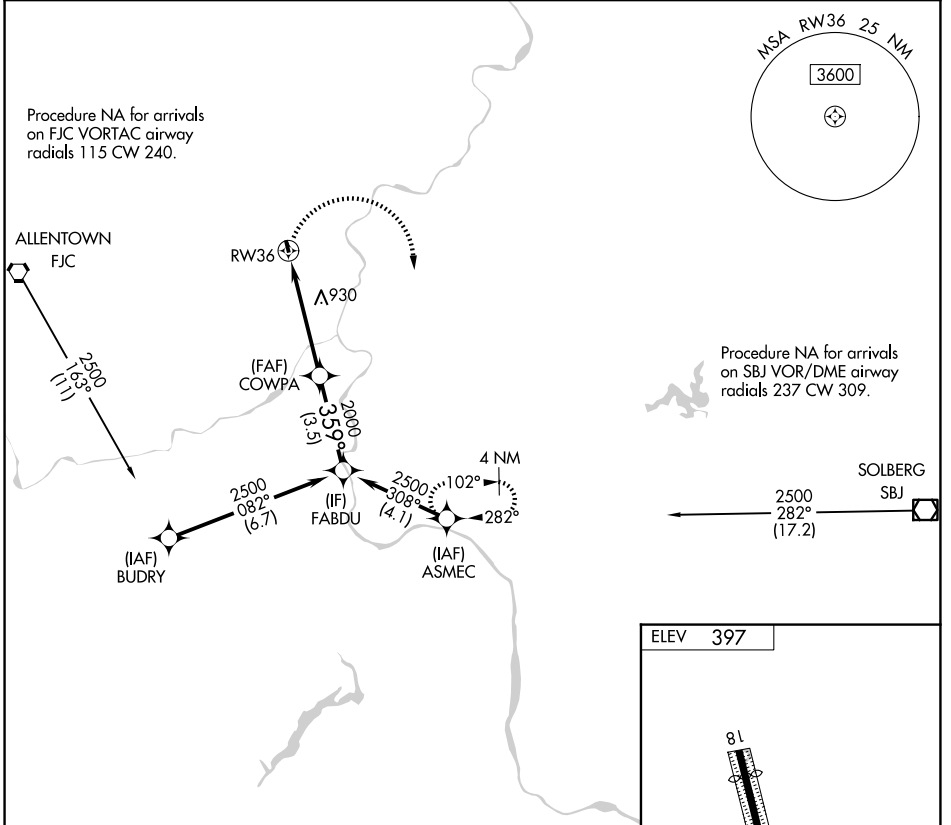 MSA RW36 25 NM
3600
Procedure NA for arrivals
on FJC VORTAC airway
radials 115 CW 240.
ALLENTOWN
FJC
RW36
930
2500
163°
(11)
(FAF)
COWPA
2000
359°
(3.5)
Procedure NA for arrivals
on SBJ VOR/DME airway
radials 237 CW 309.
4 NM
102°
282°
2500
308°
(4.1)
2500
082°
(6.7)
(IF)
FABDU
(IAF)
BUDRY
(IAF)
ASMEC
SOLBERG
SBJ
2500
282°
(17.2)
ELEV 397
18